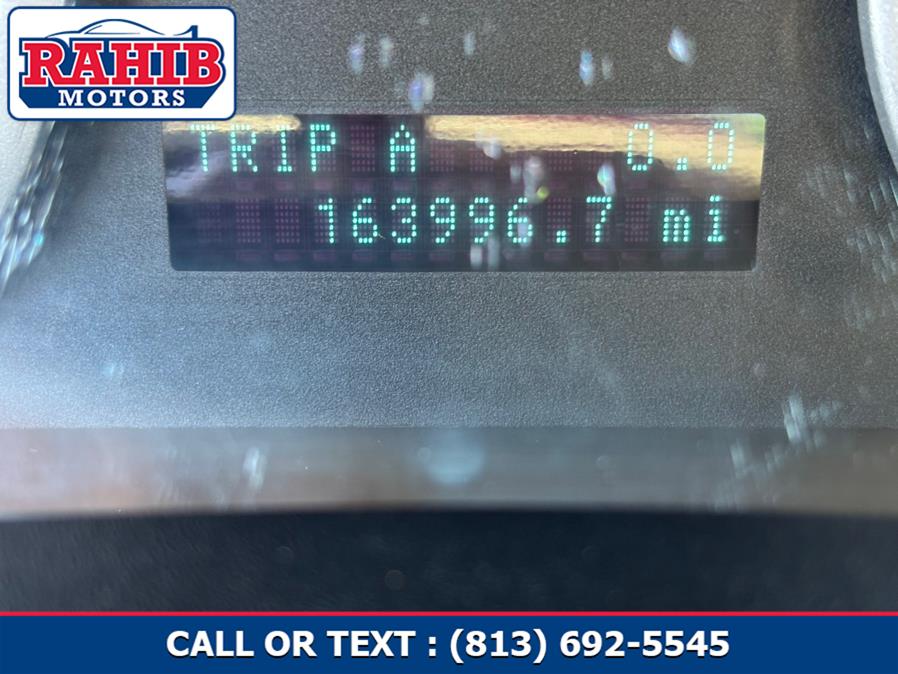 RAHIB
MOTORS
TRIP A 0.0
163996.7 mi
CALL OR TEXT : (813) 692-5545